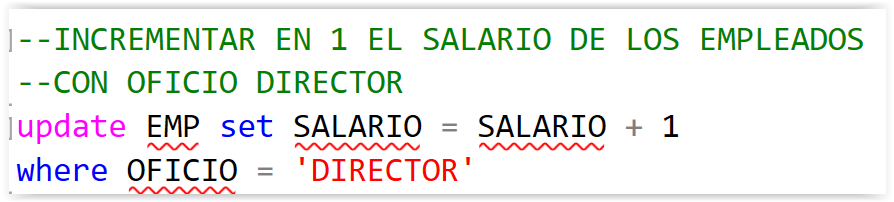 --INCREMENTAR EN 1 EL SALARIO DE LOS EMPLEADOS
--CON OFICIO DIRECTOR
update EMP set SALARIO = SALARIO + 1
where OFICIO = 'DIRECTOR'